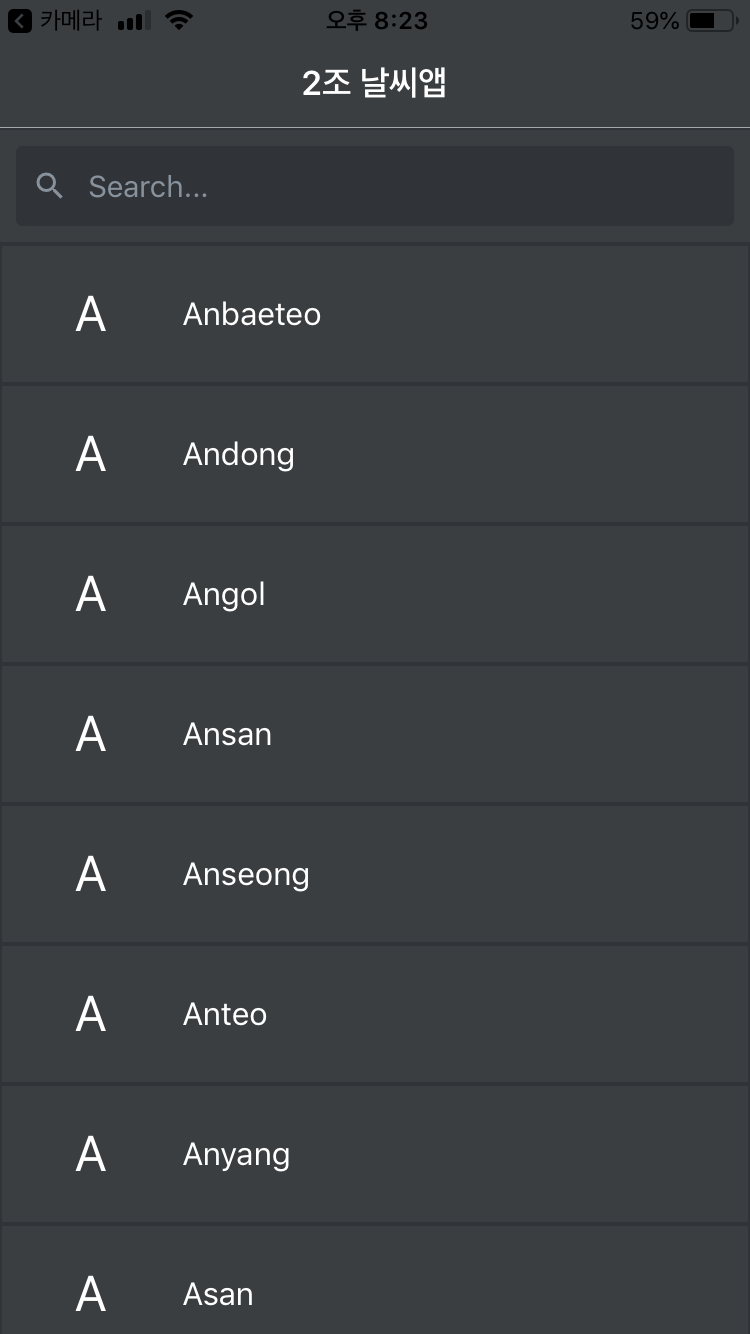 카메라 오후 8:23 59%
2조 날씨앱
Search...
A Anbaeteo
A Andong
A Angol
A Ansan
A Anseong
A Anteo
A Anyang
A Asan